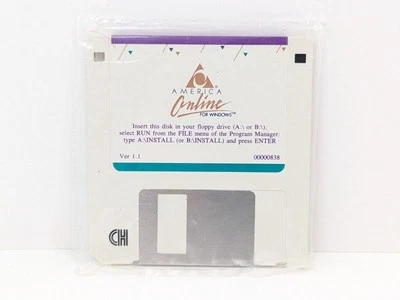 AMERICA
Online
FOR WINDOWS™
Insert this disk in your floppy drive (A:\ or B:\);
select RUN from the FILE menu of the Program Manager;
type A:\INSTALL (or B:\INSTALL) and press ENTER
Ver 1.1 00000838
CH